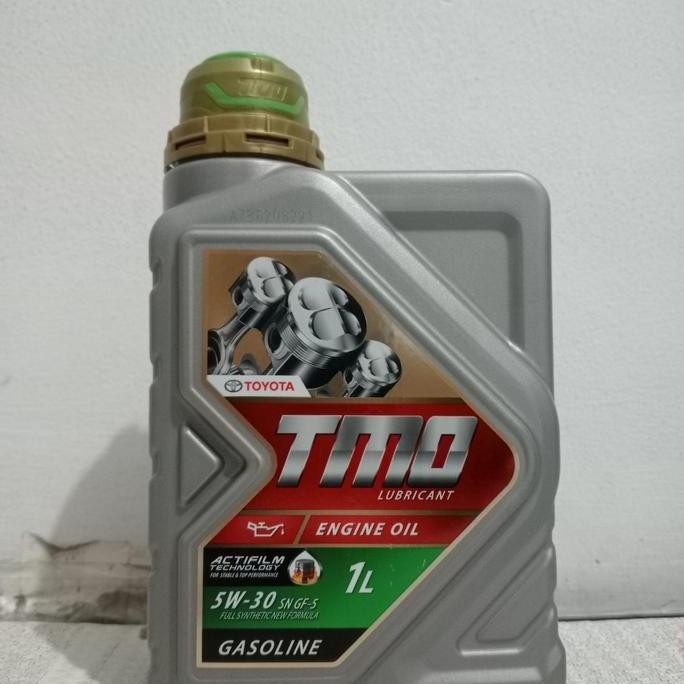 TMO
TOYOTA
TMO
LUBRICANT
ENGINE OIL
ACTIFILM
TECHNOLOGY
FOR STABLE & TOP PERFORMANCE
1L
5W-30 SN GF-5
FULL SYNTHETIC NEW FORMULA
GASOLINE